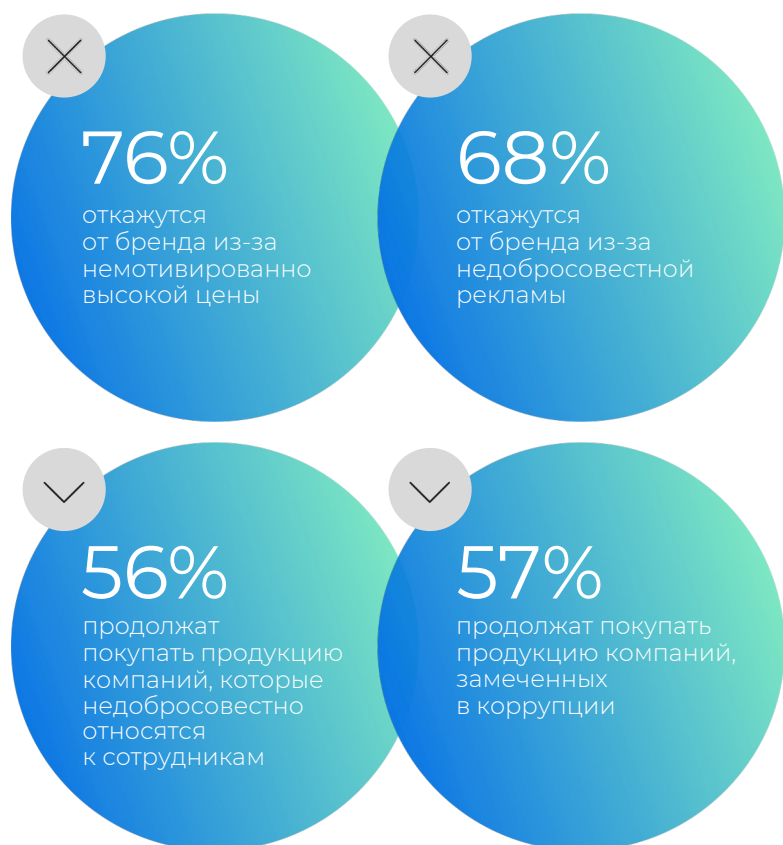 76%
откажутся
от бренда из-за
немотивированно
высокой цены
68%
откажутся
от бренда из-за
недобросовестной
рекламы
56%
продолжат
покупать продукцию
компаний, которые
недобросовестно
относятся
к сотрудникам
57%
продолжат покупать
продукцию компаний,
замеченных
в коррупции